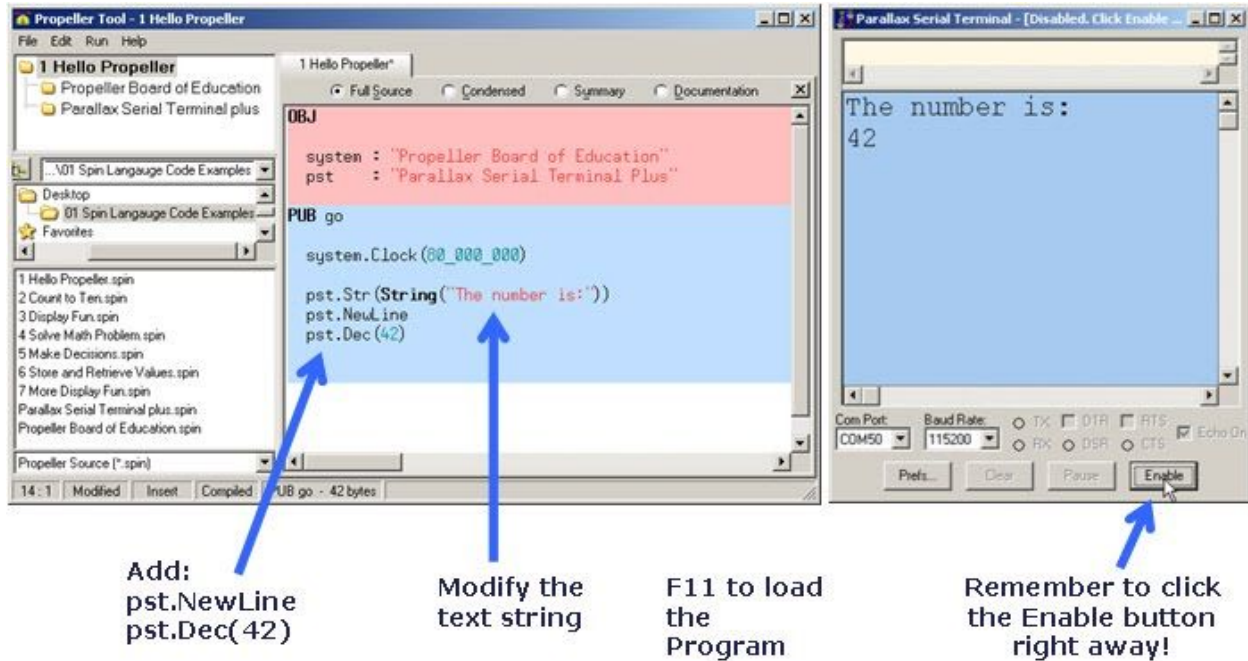 Propeller Tool - 1 Hello Propeller
File Edit Run Help
1 Hello Propeller
Propeller Board of Education
Parallax Serial Terminal plus
...\01 Spin Langauge Code Examples
Desktop
01 Spin Langauge Code Examples
Favorites
1 Hello Propeller.spin
2 Count to Ten.spin
3 Display Fun.spin
4 Solve Math Problem.spin
5 Make Decisions.spin
6 Store and Retrieve Values.spin
7 More Display Fun.spin
Parallax Serial Terminal plus.spin
Propeller Board of Education.spin
Propeller Source (*.spin)
1 Hello Propeller*
Full Source Condensed Summary Documentation
OBJ
system : "Propeller Board of Education"
pst : "Parallax Serial Terminal Plus"
PUB go
system.Clock(80_000_000)
pst.Str(String("The number is:"))
pst.NewLine
pst.Dec(42)
14 : 1 Modified Insert Compiled PUB go - 42 bytes
Parallax Serial Terminal - [Disabled. Click Enable ...
The number is:
42
Com Port: Baud Rate: TX DTR RTS
COM50 115200 RX DSR CTS Echo On
Prefs... Clear Pause Enable
Add:
pst.NewLine
pst.Dec(42)
Modify the
text string
F11 to load
the
Program
Remember to click
the Enable button
right away!